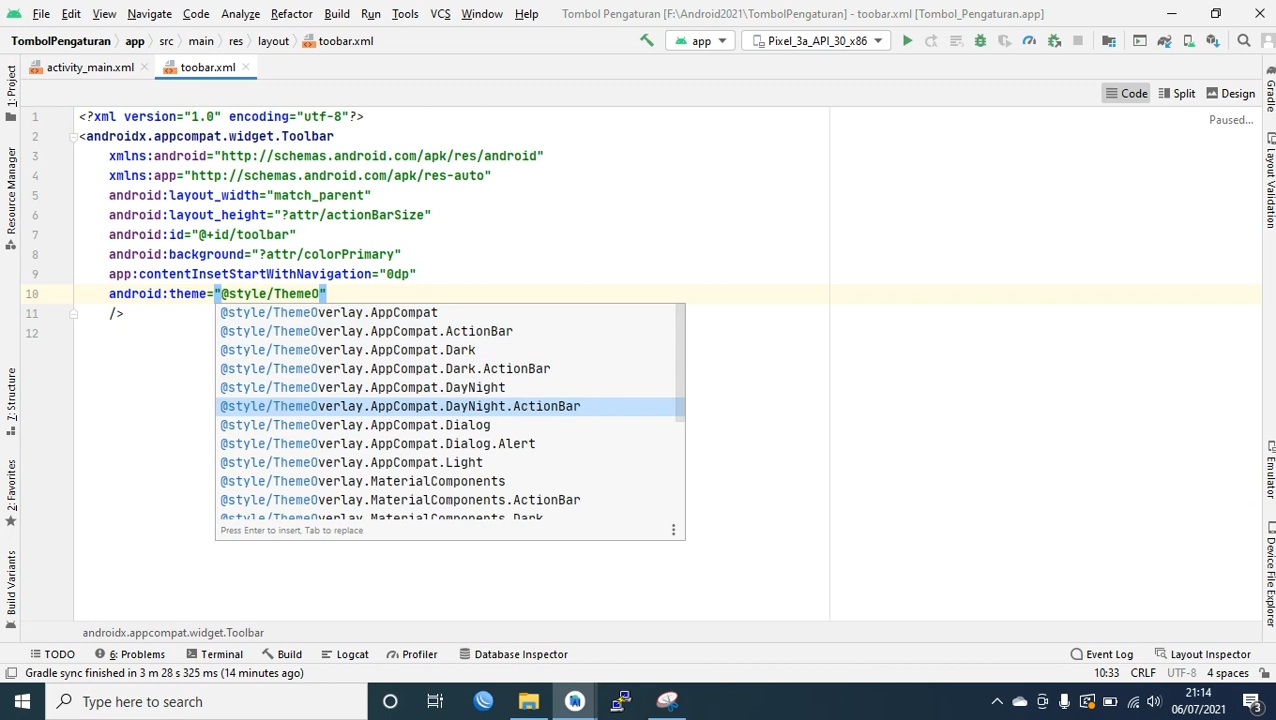 File Edit View Navigate Code Analyze Refactor Build Run Tools VCS Window Help Tombol Pengaturan [F:\Android2021\TombolPengaturan] - toobar.xml [Tombol_Pengaturan.app]
TombolPengaturan app src main res layout toobar.xml app Pixel_3a_API_30_x86
activity_main.xml toobar.xml
Code Split Design
1 <?xml version="1.0" encoding="utf-8"?>
Paused...
2 <androidx.appcompat.widget.Toolbar
3 xmlns:android="http://schemas.android.com/apk/res/android"
4 xmlns:app="http://schemas.android.com/apk/res-auto"
5 android:layout_width="match_parent"
6 android:layout_height="?attr/actionBarSize"
7 android:id="@+id/toolbar"
8 android:background="?attr/colorPrimary"
9 app:contentInsetStartWithNavigation="0dp"
10 android:theme="@style/ThemeO"
11 />
12
@style/ThemeOverlay.AppCompat
@style/ThemeOverlay.AppCompat.ActionBar
@style/ThemeOverlay.AppCompat.Dark
@style/ThemeOverlay.AppCompat.Dark.ActionBar
@style/ThemeOverlay.AppCompat.DayNight
@style/ThemeOverlay.AppCompat.DayNight.ActionBar
@style/ThemeOverlay.AppCompat.Dialog
@style/ThemeOverlay.AppCompat.Dialog.Alert
@style/ThemeOverlay.AppCompat.Light
@style/ThemeOverlay.MaterialComponents
@style/ThemeOverlay.MaterialComponents.ActionBar
@style/ThemeOverlay.MaterialComponents.Dark
Press Enter to insert, Tab to replace
1: Project
Resource Manager
7: Structure
2: Favorites
Build Variants
Gradle
Layout Validation
Emulator
Device File Explorer
androidx.appcompat.widget.Toolbar
TODO 6: Problems Terminal Build Logcat Profiler Database Inspector Event Log Layout Inspector
Gradle sync finished in 3 m 28 s 325 ms (14 minutes ago) 10:33 CRLF UTF-8 4 spaces
Type here to search
21:14
06/07/2021
3